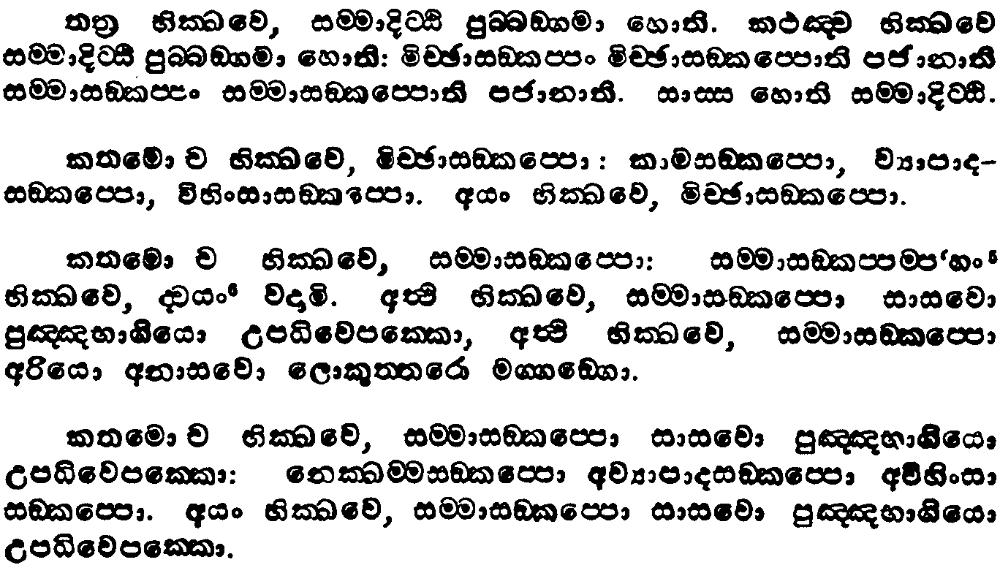 තත්‍ර භික්ඛවෙ, සම්මාදිට්ඨි පුබ්බඞ්ගමා හොති. කථඤ්ච භික්ඛවෙ
සම්මාදිට්ඨි පුබ්බඞ්ගමා හොති: මිච්ඡාසඞ්කප්පං මිච්ඡාසඞ්කප්පොති පජානාති
සම්මාසඞ්කප්පං සම්මාසඞ්කප්පොති පජානාති. සාස්ස හොති සම්මාදිට්ඨි.
කතමො ච භික්ඛවෙ, මිච්ඡාසඞ්කප්පො: කාමසඞ්කප්පො, ව්‍යාපාද-
සඞ්කප්පො, විහිංසාසඞ්කප්පො. අයං භික්ඛවෙ, මිච්ඡාසඞ්කප්පො.
කතමො ච භික්ඛවෙ, සම්මාසඞ්කප්පො: සම්මාසඞ්කප්පම්ප'හං⁵
භික්ඛවෙ, ද්වයං⁶ වදාමි. අත්ථි භික්ඛවෙ, සම්මාසඞ්කප්පො සාසවො
පුඤ්ඤභාගියො උපධිවෙපක්කො, අත්ථි භික්ඛවෙ, සම්මාසඞ්කප්පො
අරියො අනාසවො ලොකුත්තරො මග්ගඞ්ගො.
කතමො ච භික්ඛවෙ, සම්මාසඞ්කප්පො සාසවො පුඤ්ඤභාගියො
උපධිවෙපක්කො: නෙක්ඛම්මසඞ්කප්පො අව්‍යාපාදසඞ්කප්පො අවිහිංසා
සඞ්කප්පො. අයං භික්ඛවෙ, සම්මාසඞ්කප්පො සාසවො පුඤ්ඤභාගියො
උපධිවෙපක්කො.